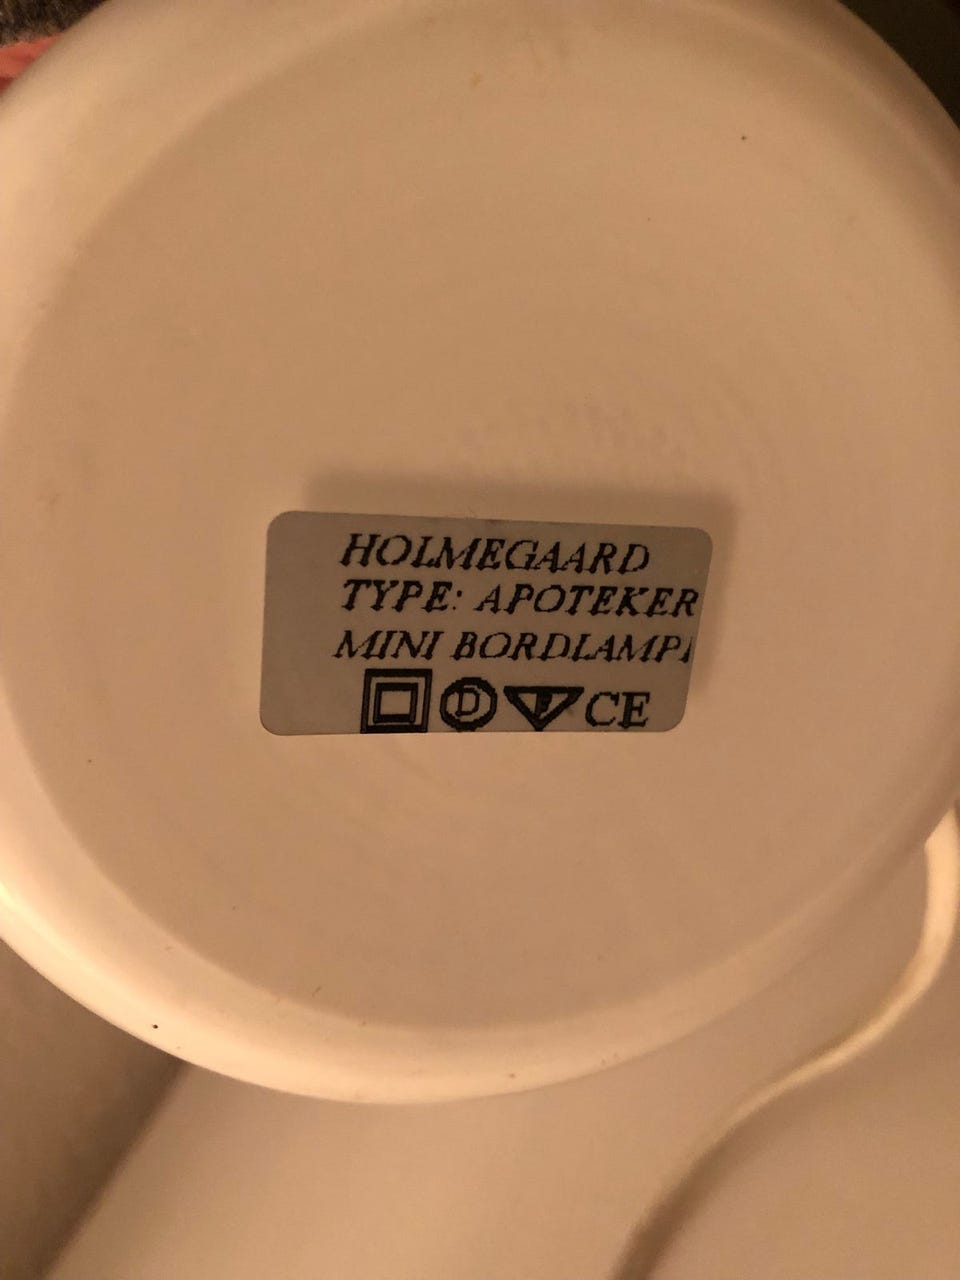 HOLMEGAARD
TYPE: APOTEKER
MINI BORDLAMP
D F CE